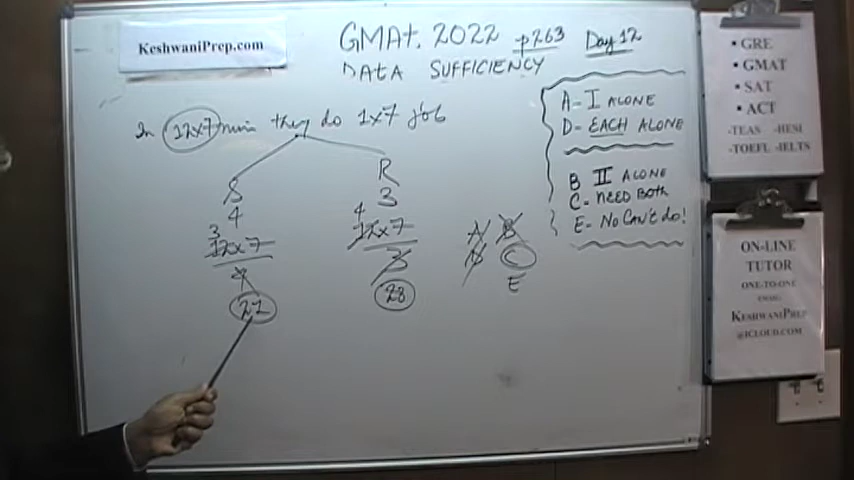 KeshwaniPrep.com
GMAT. 2022 p263 Day 12
DATA SUFFICIENCY
In 12x7 min they do 1x7 job
S
4
3
12x7
4
21
R
3
4
12x7
3
28
A B
D C
E
A- I ALONE
D- EACH ALONE
B II ALONE
C- NEED BOTH
E- NO CAN'T do!
• GRE
• GMAT
• SAT
• ACT
-TEAS -HESI
-TOEFL -IELTS
ON-LINE
TUTOR
ONE-TO-ONE
EMAIL:
KESHWANIPREP
@ICLOUD.COM